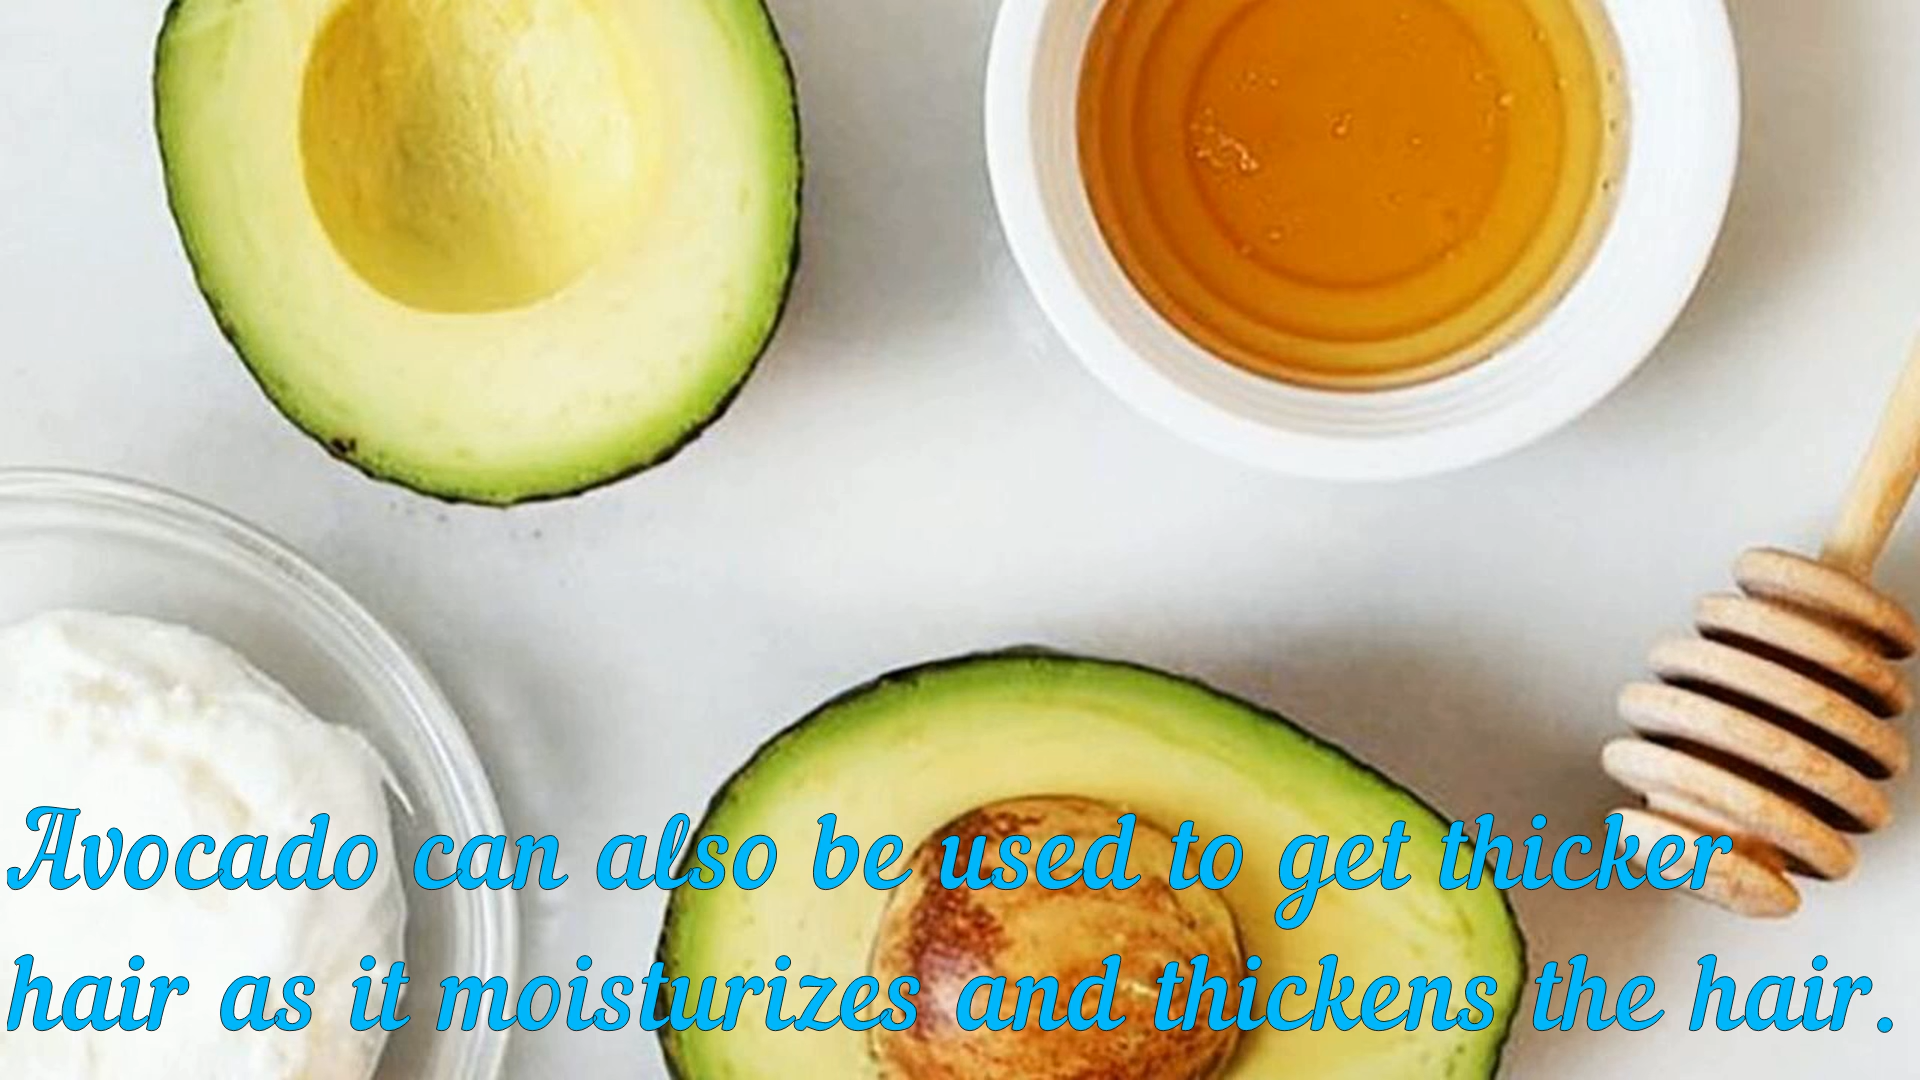 Avocado can also be used to get thicker
hair as it moisturizes and thickens the hair.